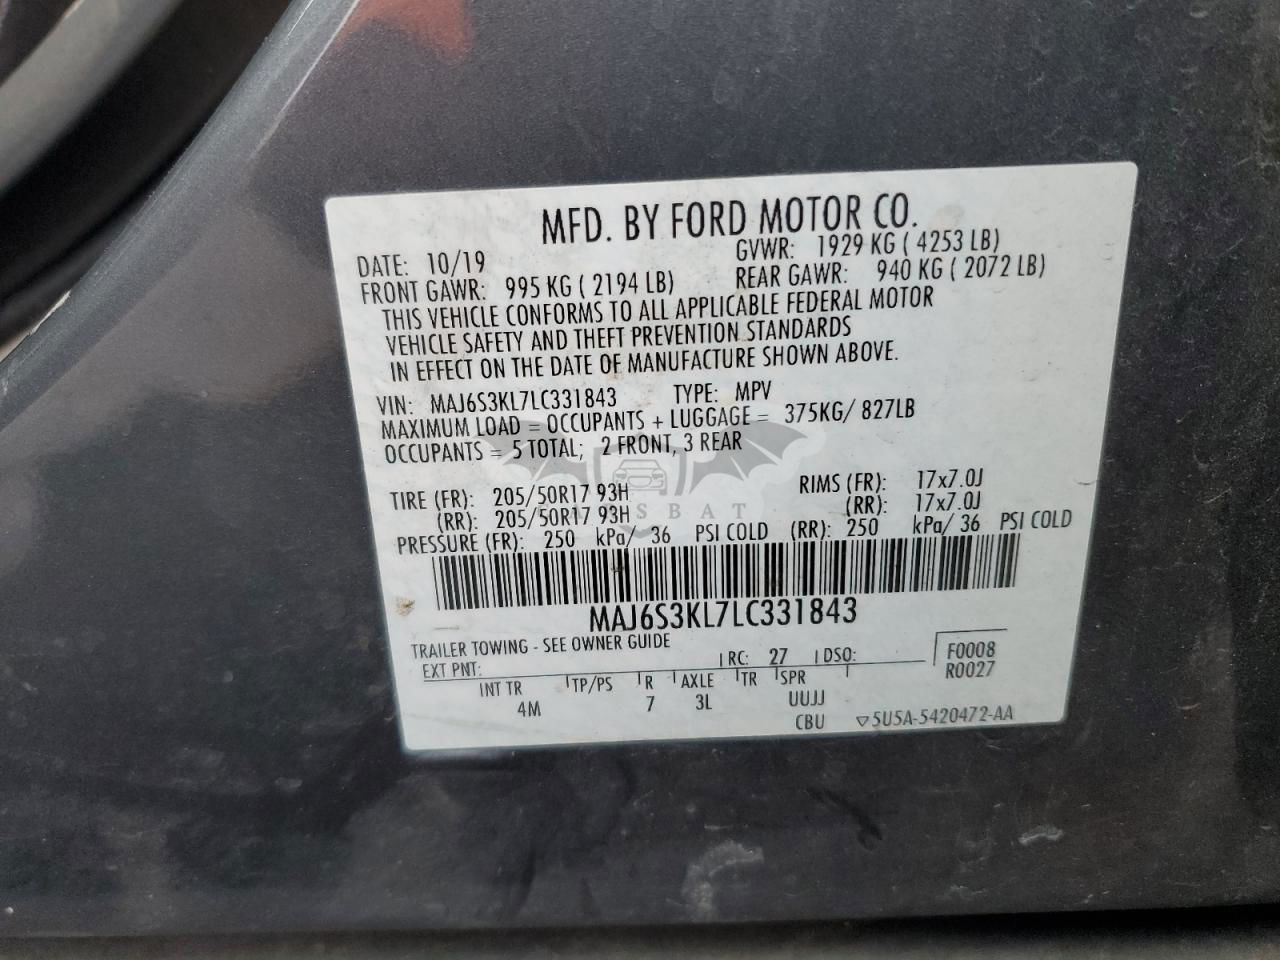 MFD. BY FORD MOTOR CO.
DATE: 10/19 GVWR: 1929 KG ( 4253 LB)
FRONT GAWR: 995 KG ( 2194 LB) REAR GAWR: 940 KG ( 2072 LB)
THIS VEHICLE CONFORMS TO ALL APPLICABLE FEDERAL MOTOR
VEHICLE SAFETY AND THEFT PREVENTION STANDARDS
IN EFFECT ON THE DATE OF MANUFACTURE SHOWN ABOVE.
VIN: MAJ6S3KL7LC331843 TYPE: MPV
MAXIMUM LOAD = OCCUPANTS + LUGGAGE = 375KG/ 827LB
OCCUPANTS = 5 TOTAL; 2 FRONT, 3 REAR
TIRE (FR): 205/50R17 93H RIMS (FR): 17x7.0J
(RR): 205/50R17 93H (RR): 17x7.0J
PRESSURE (FR): 250 kPa/ 36 PSI COLD (RR): 250 kPa/ 36 PSI COLD
MAJ6S3KL7LC331843
TRAILER TOWING - SEE OWNER GUIDE
EXT PNT: RC: 27 DSO: F0008
R0027
INT TR TP/PS R AXLE TR SPR
4M 7 3L UUJJ
CBU ▽5U5A-5420472-AA